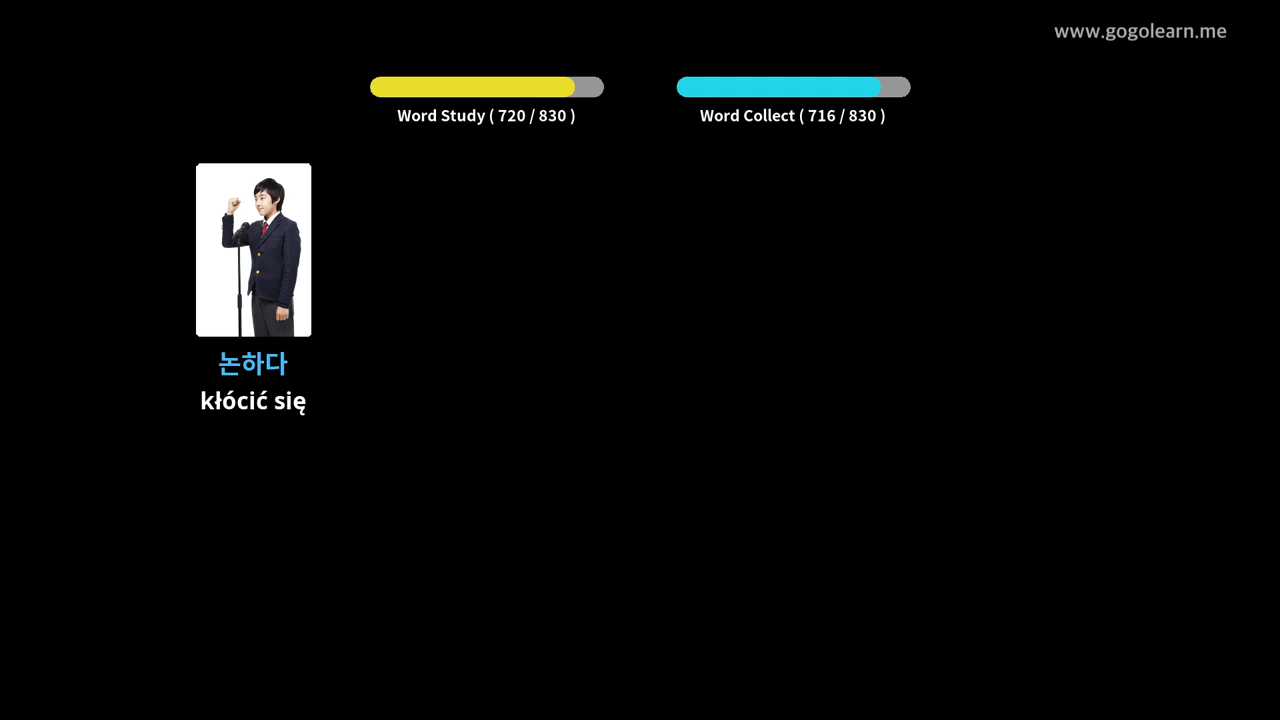 www.gogolearn.me
Word Study ( 720 / 830 )
Word Collect ( 716 / 830 )
논하다
kłócić się